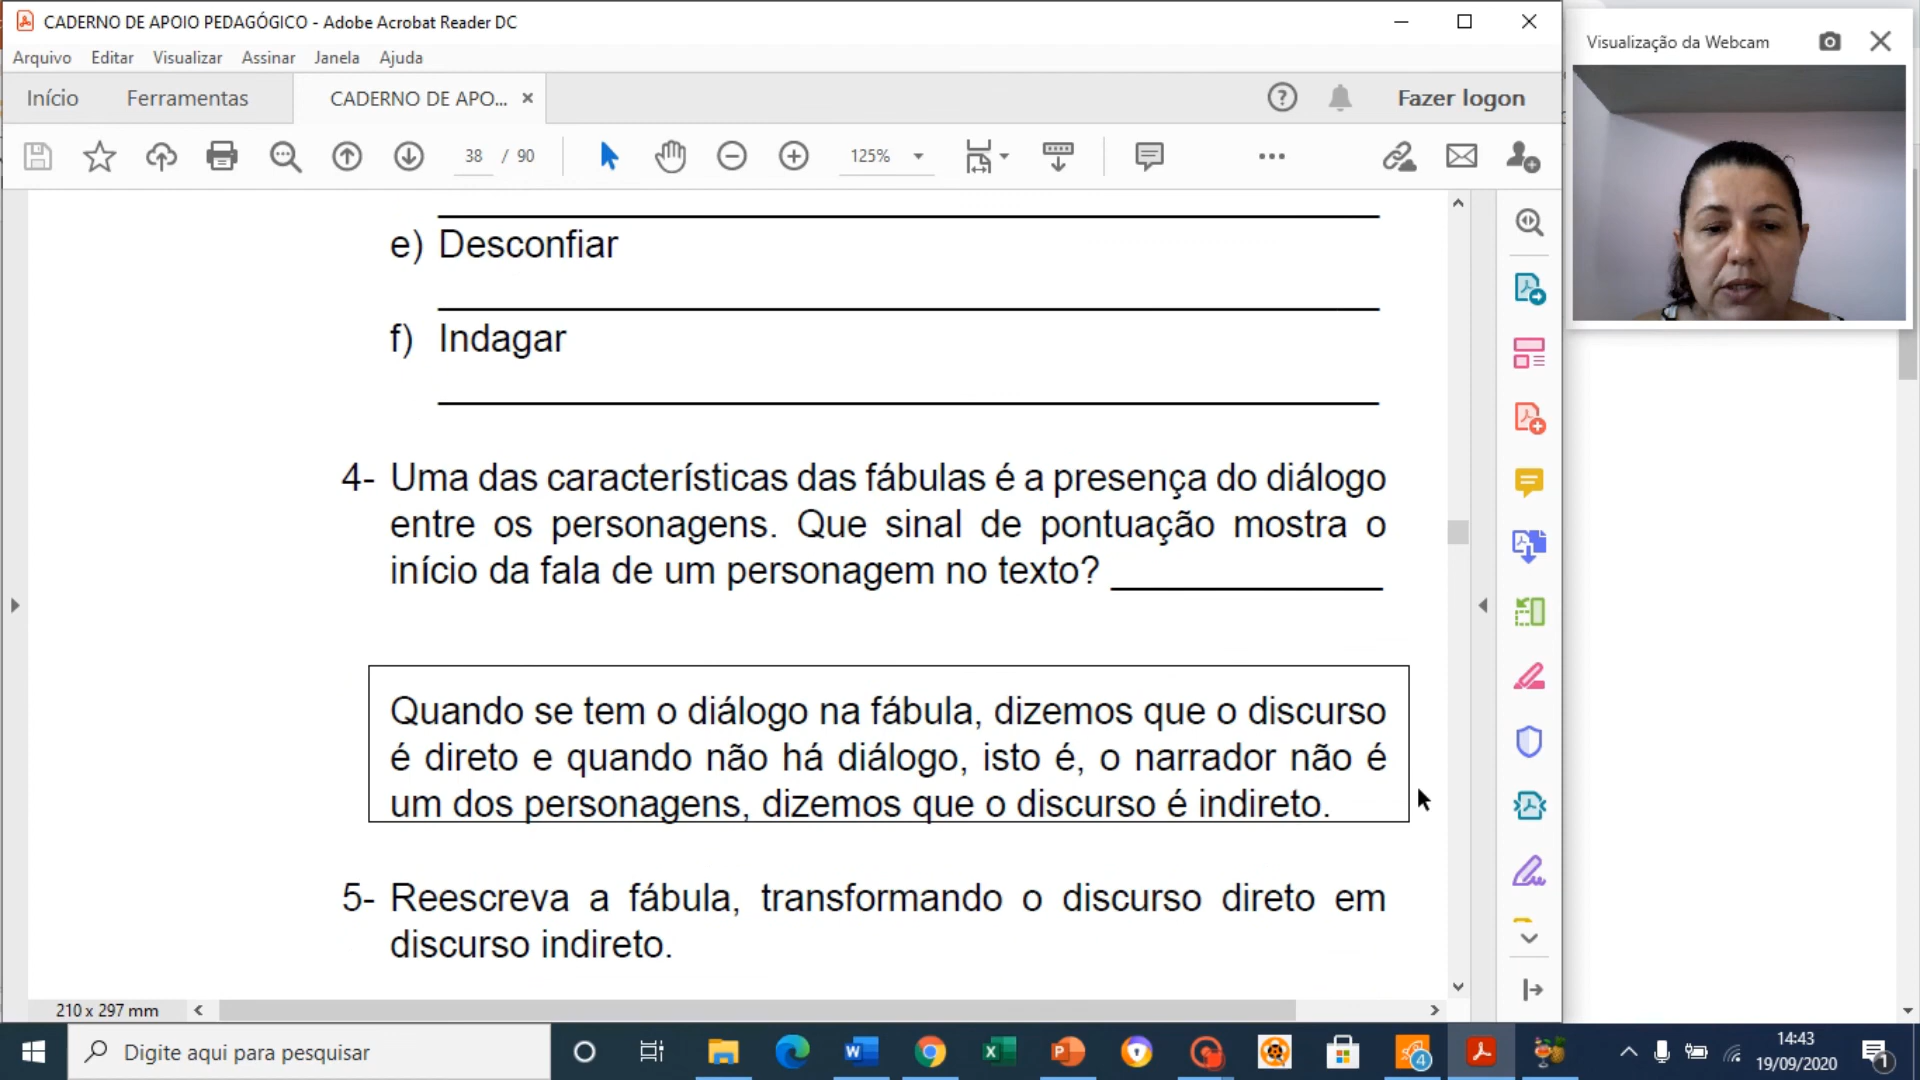 CADERNO DE APOIO PEDAGÓGICO - Adobe Acrobat Reader DC
Arquivo Editar Visualizar Assinar Janela Ajuda
Início Ferramentas CADERNO DE APO... Fazer logon
38 / 90 125%
Visualização da Webcam
e) Desconfiar
f) Indagar
4- Uma das características das fábulas é a presença do diálogo
entre os personagens. Que sinal de pontuação mostra o
início da fala de um personagem no texto?
Quando se tem o diálogo na fábula, dizemos que o discurso
é direto e quando não há diálogo, isto é, o narrador não é
um dos personagens, dizemos que o discurso é indireto.
5- Reescreva a fábula, transformando o discurso direto em
discurso indireto.
210 x 297 mm
Digite aqui para pesquisar
4
14:43
19/09/2020
1